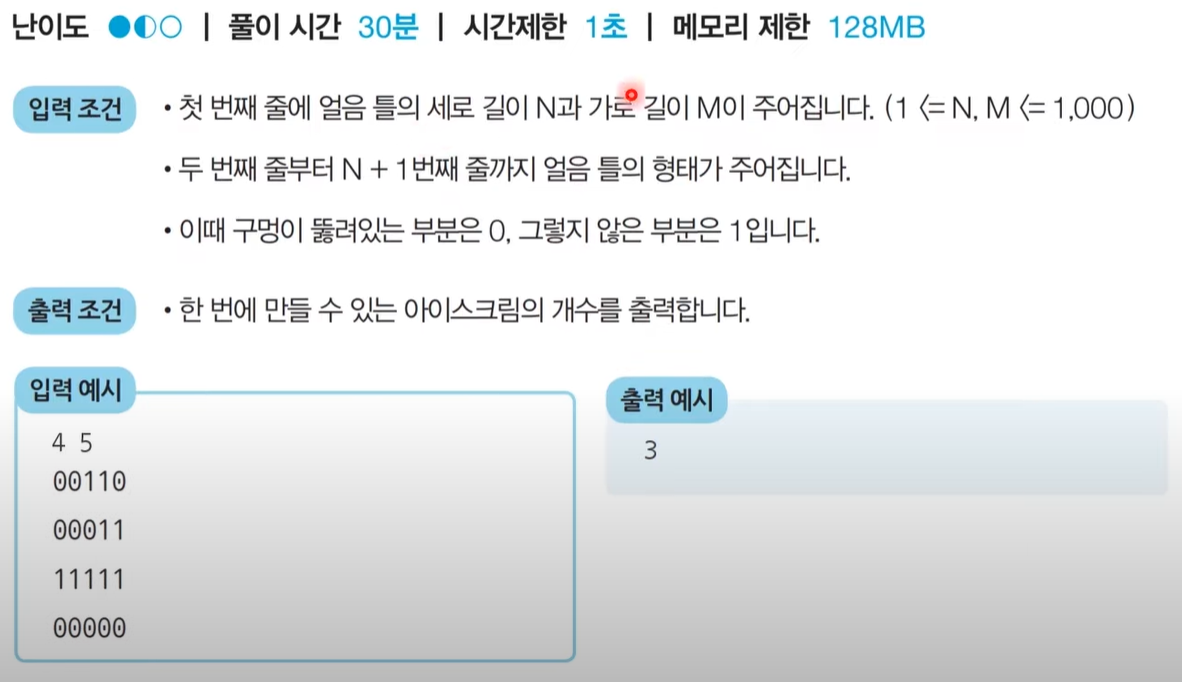 난이도 | 풀이 시간 30분 | 시간제한 1초 | 메모리 제한 128MB
입력 조건 • 첫 번째 줄에 얼음 틀의 세로 길이 N과 가로 길이 M이 주어집니다. (1 <= N, M <= 1,000)
• 두 번째 줄부터 N + 1번째 줄까지 얼음 틀의 형태가 주어집니다.
• 이때 구멍이 뚫려있는 부분은 0, 그렇지 않은 부분은 1입니다.
출력 조건 • 한 번에 만들 수 있는 아이스크림의 개수를 출력합니다.
입력 예시
4 5
00110
00011
11111
00000
출력 예시
3